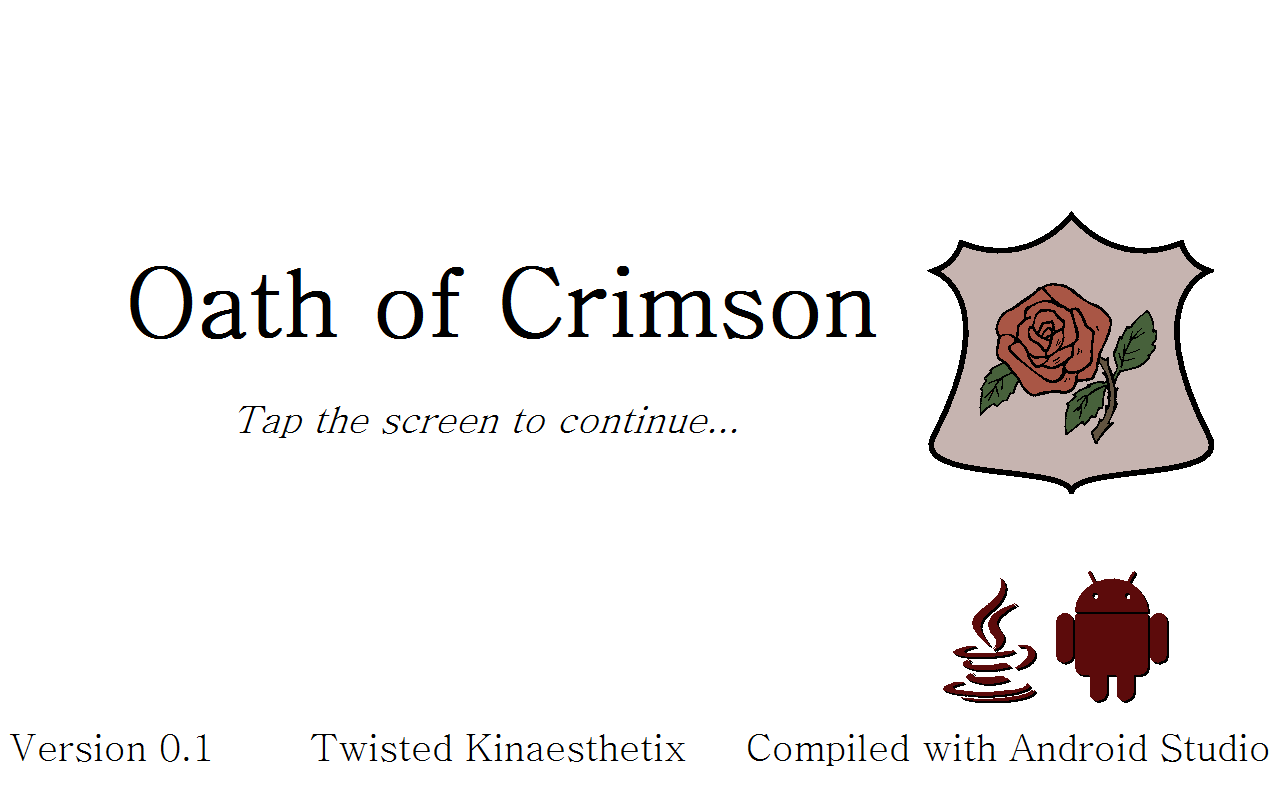 Oath of Crimson
Tap the screen to continue...
Version 0.1
Twisted Kinaesthetix
Compiled with Android Studio